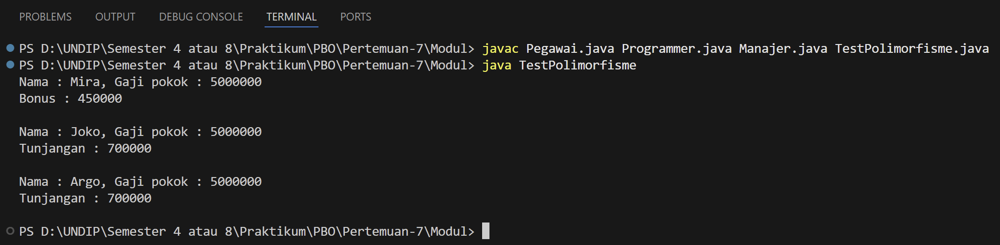 PROBLEMS OUTPUT DEBUG CONSOLE TERMINAL PORTS
PS D:\UNDIP\Semester 4 atau 8\Praktikum\PBO\Pertemuan-7\Modul> javac Pegawai.java Programmer.java Manajer.java TestPolimorfisme.java
PS D:\UNDIP\Semester 4 atau 8\Praktikum\PBO\Pertemuan-7\Modul> java TestPolimorfisme
Nama : Mira, Gaji pokok : 5000000
Bonus : 450000
Nama : Joko, Gaji pokok : 5000000
Tunjangan : 700000
Nama : Argo, Gaji pokok : 5000000
Tunjangan : 700000
PS D:\UNDIP\Semester 4 atau 8\Praktikum\PBO\Pertemuan-7\Modul>